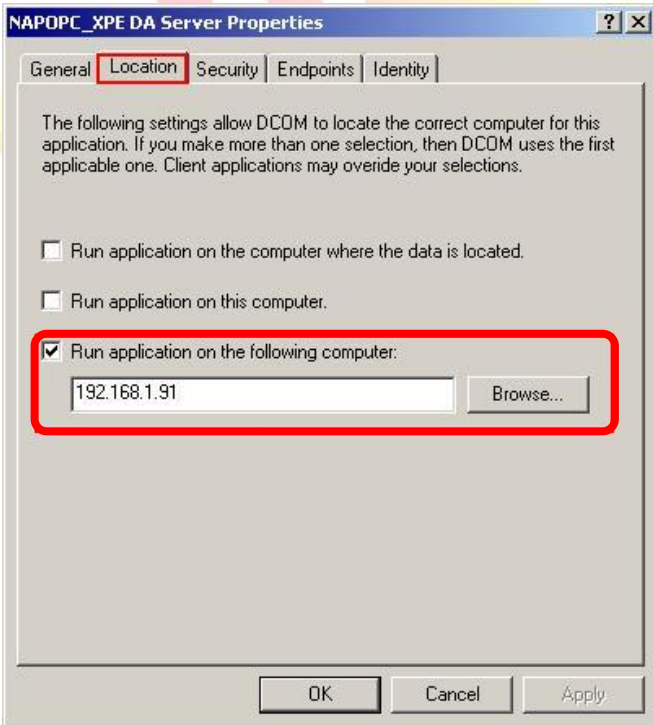 NAPOPC_XPE DA Server Properties
General Location Security Endpoints Identity
The following settings allow DCOM to locate the correct computer for this
application. If you make more than one selection, then DCOM uses the first
applicable one. Client applications may overide your selections.
Run application on the computer where the data is located.
Run application on this computer.
Run application on the following computer:
192.168.1.91 Browse...
OK Cancel Apply